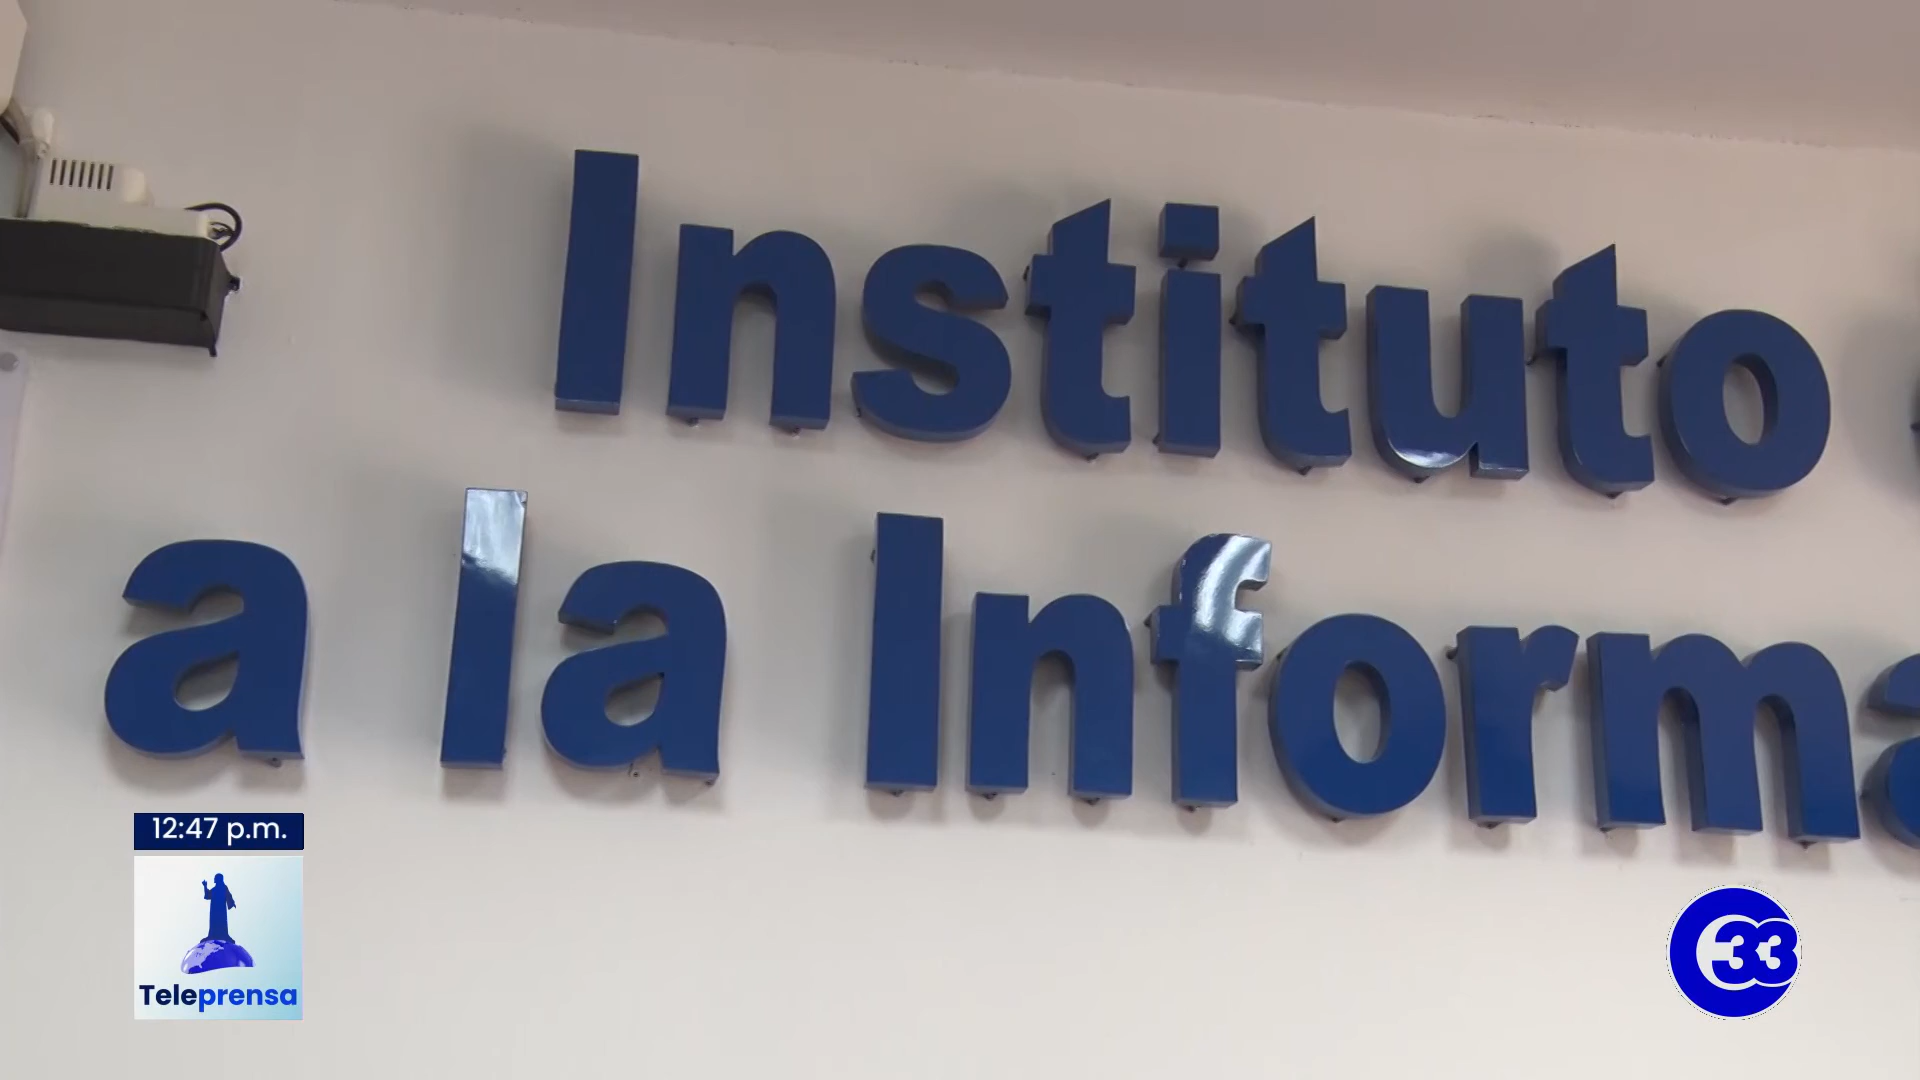 Instituto
a la Informa
12:47 p.m.
Teleprensa
33